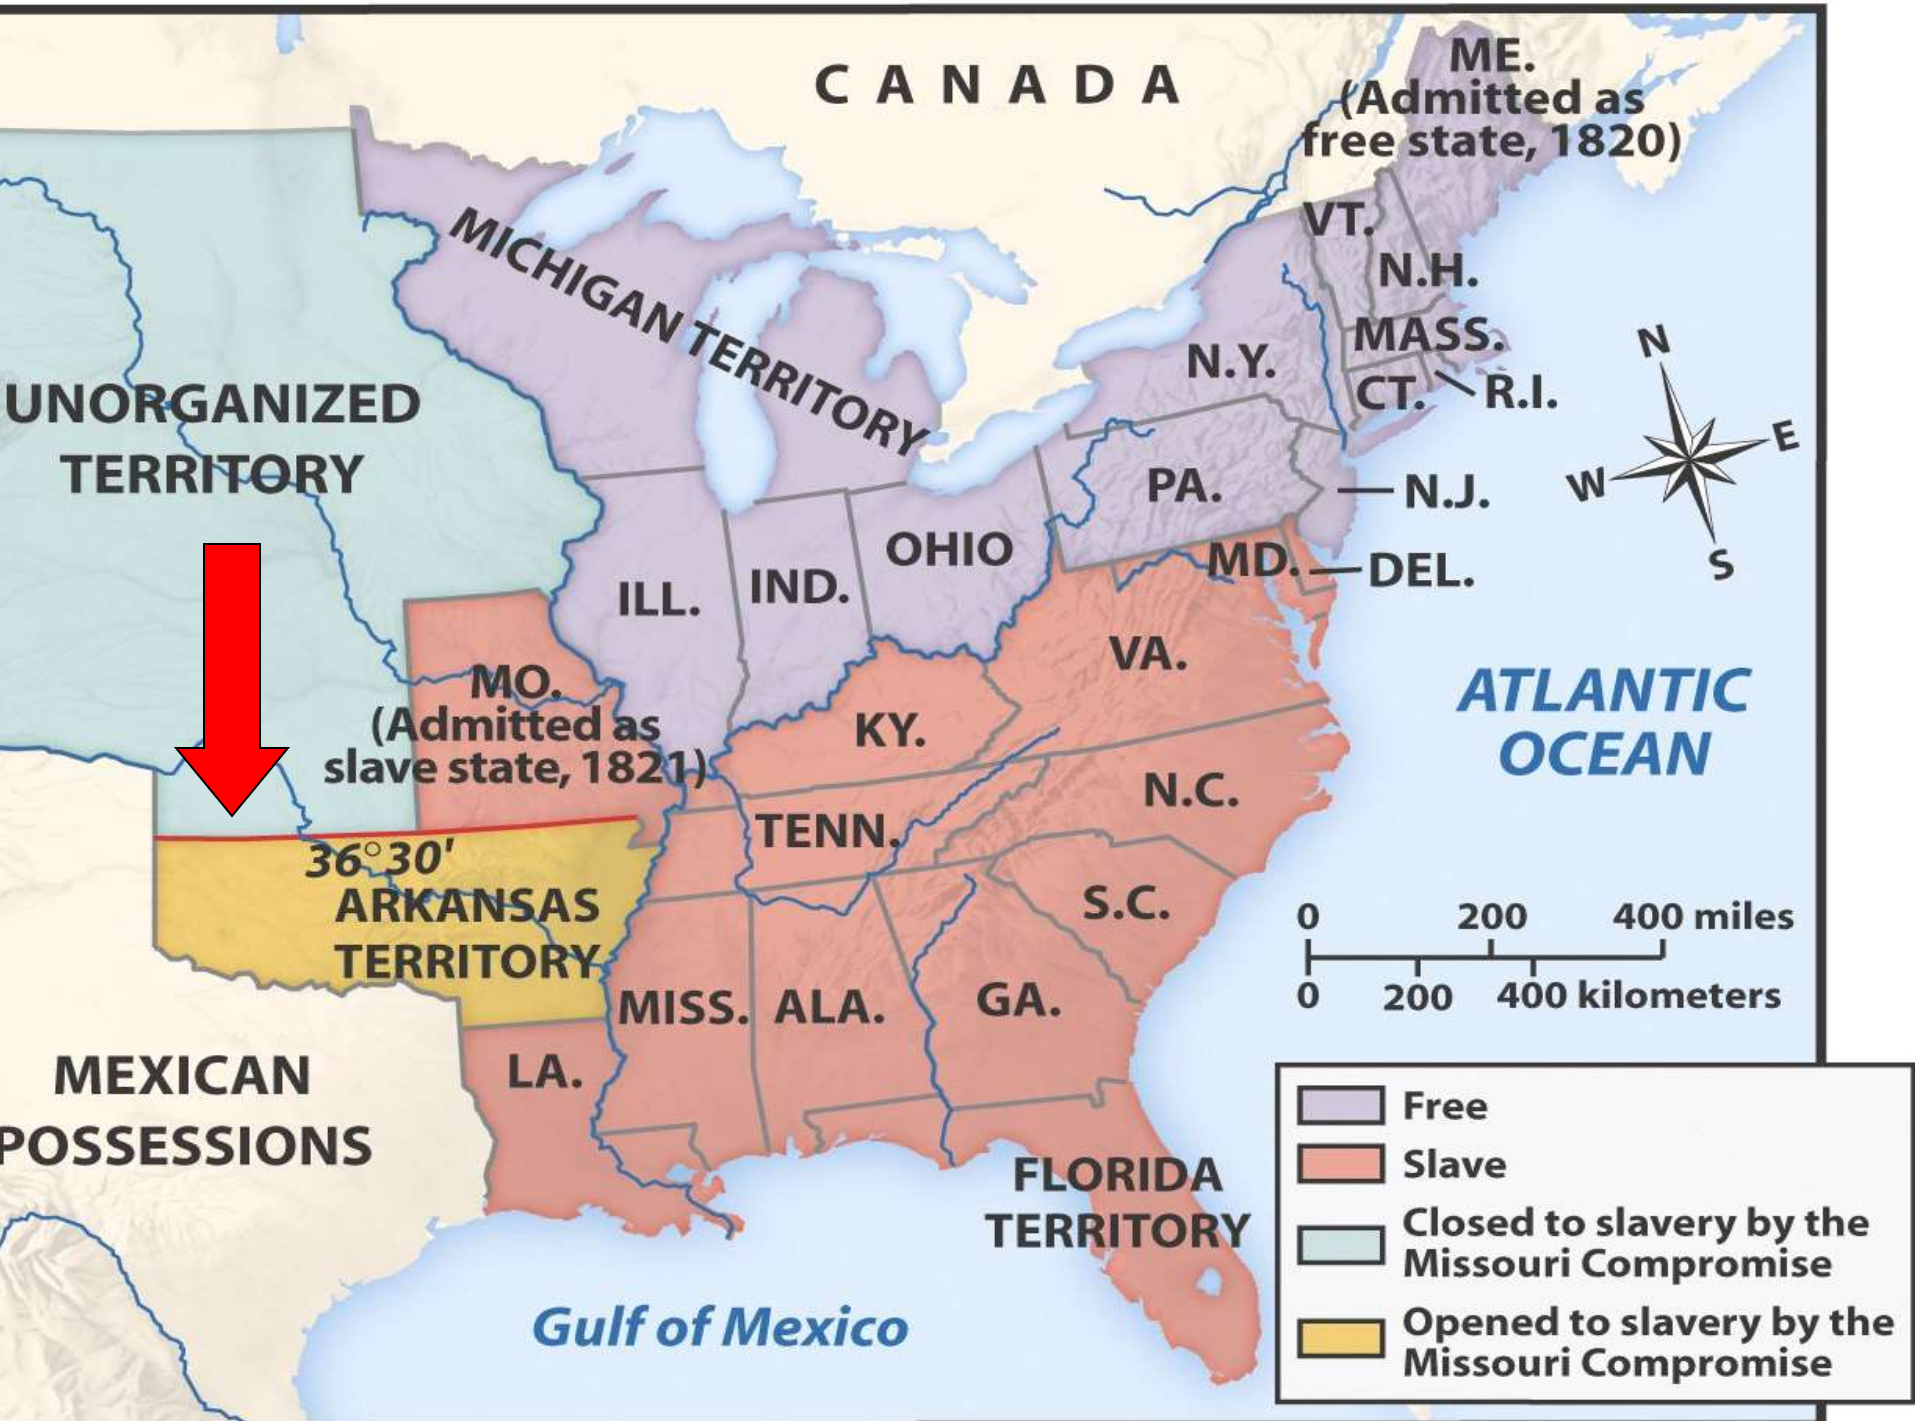 CANADA
ME.
(Admitted as
free state, 1820)
VT.
N.H.
MICHIGAN TERRITORY
MASS.
N.Y.
CT.
R.I.
N
E
W
S
UNORGANIZED
TERRITORY
PA.
N.J.
OHIO
MD.
DEL.
ILL.
IND.
VA.
MO.
(Admitted as
slave state, 1821)
KY.
ATLANTIC
OCEAN
N.C.
TENN.
36°30'
ARKANSAS
TERRITORY
S.C.
0 200 400 miles
0 200 400 kilometers
MISS.
ALA.
GA.
LA.
MEXICAN
POSSESSIONS
FLORIDA
TERRITORY
Gulf of Mexico
Free
Slave
Closed to slavery by the
Missouri Compromise
Opened to slavery by the
Missouri Compromise